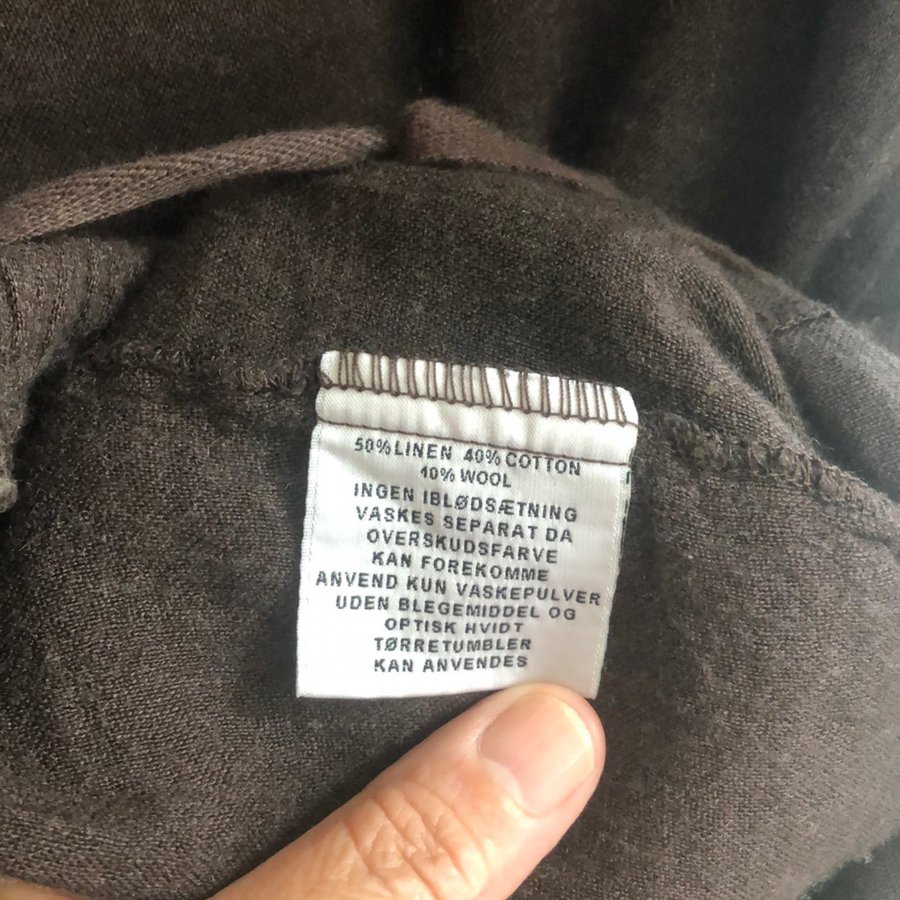 50%LINEN 40%COTTON
10%WOOL
INGEN IBLØDSÆTNING
VASKES SEPARAT DA
OVERSKUDSFARVE
KAN FOREKOMME
ANVEND KUN VASKEPULVER
UDEN BLEGEMIDDEL OG
OPTISK HVIDT
TØRRETUMBLER
KAN ANVENDES